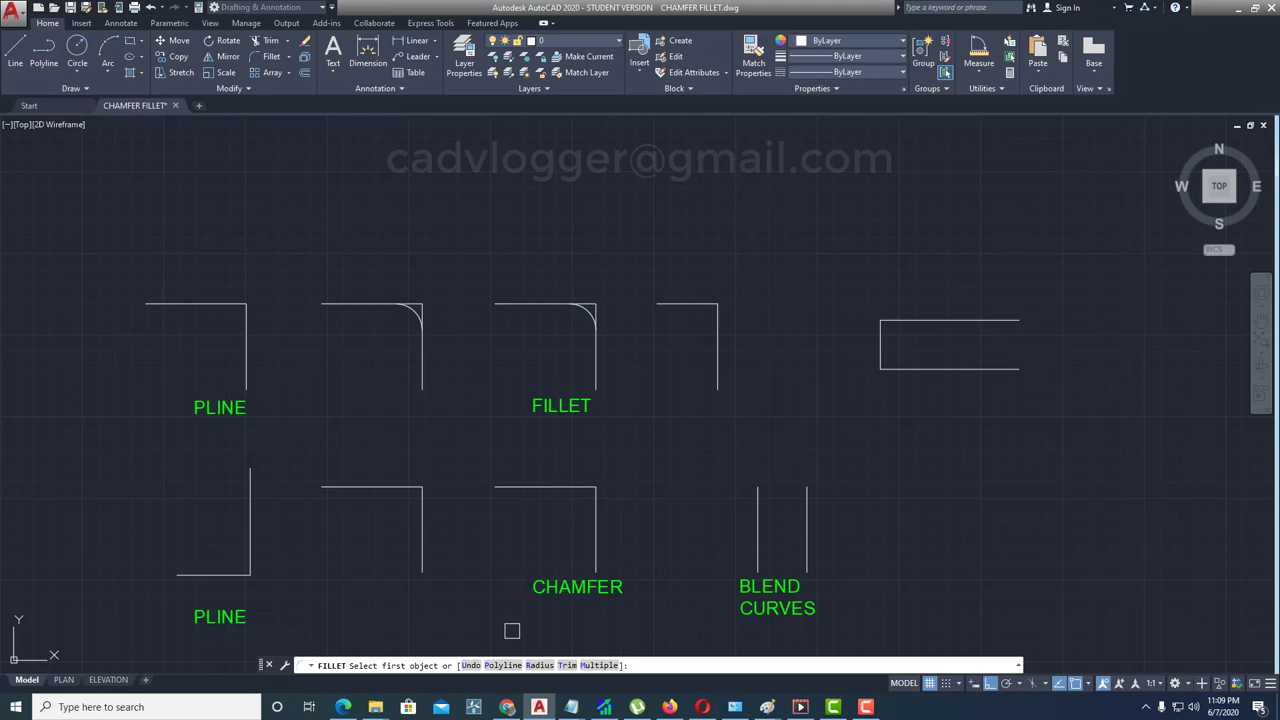 Drafting & Annotation
Autodesk AutoCAD 2020 - STUDENT VERSION    CHAMFER FILLET.dwg
Type a keyword or phrase
Sign In
Home Insert Annotate Parametric View Manage Output Add-ins Collaborate Express Tools Featured Apps
Line Polyline Circle Arc
Move Rotate Trim
Copy Mirror Fillet
Stretch Scale Array
Text Dimension
Linear
Leader
Table
Layer Properties
0
Make Current
Match Layer
Insert
Create
Edit
Edit Attributes
Match Properties
ByLayer
ByLayer
ByLayer
Group
Measure
Paste
Base
Draw Modify Annotation Layers Block Properties Groups Utilities Clipboard View
Start CHAMFER FILLET*
[−][Top][2D Wireframe]
cadvlogger@gmail.com
N
W TOP E
S
WCS
PLINE
FILLET
CHAMFER
BLEND
CURVES
PLINE
Y
X
FILLET Select first object or [Undo Polyline Radius Trim Multiple]:
Model PLAN ELEVATION +
MODEL
1:1
Type here to search
11:09 PM
6/7/2020